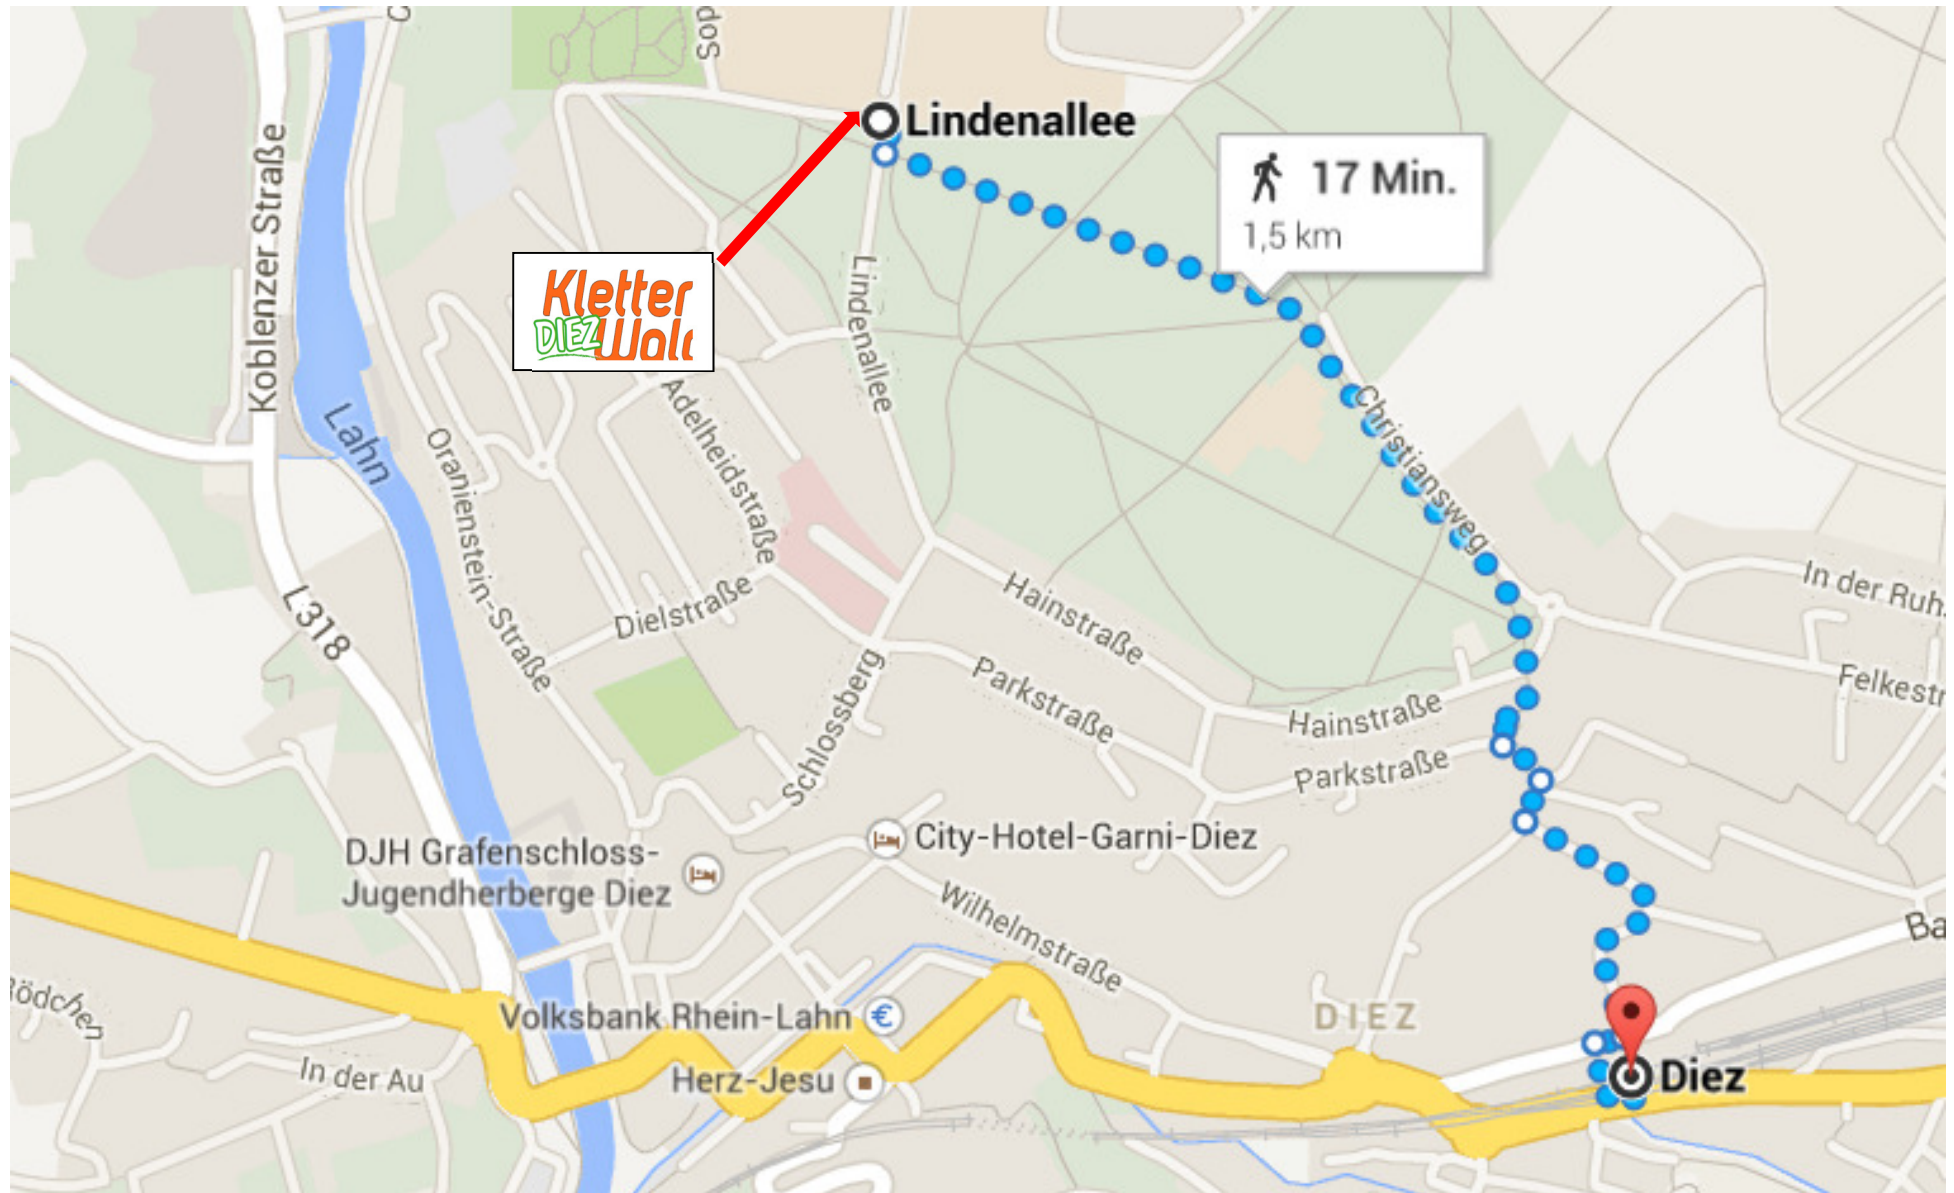 Sod
Koblenzer Straße
Lindenallee
17 Min.
1,5 km
Kletter
DIEZ
Lindenallee
Lahn
Oranienstein-Straße
Adelheidstraße
Christiansweg
L318
Dielstraße
Hainstraße
In der Ruh
Schlossberg
Parkstraße
Hainstraße
Felkestr
Parkstraße
DJH Grafenschloss-
Jugendherberge Diez
City-Hotel-Garni-Diez
Wilhelmstraße
Ba
Volksbank Rhein-Lahn
€
DIEZ
In der Au
Herz-Jesu
Diez